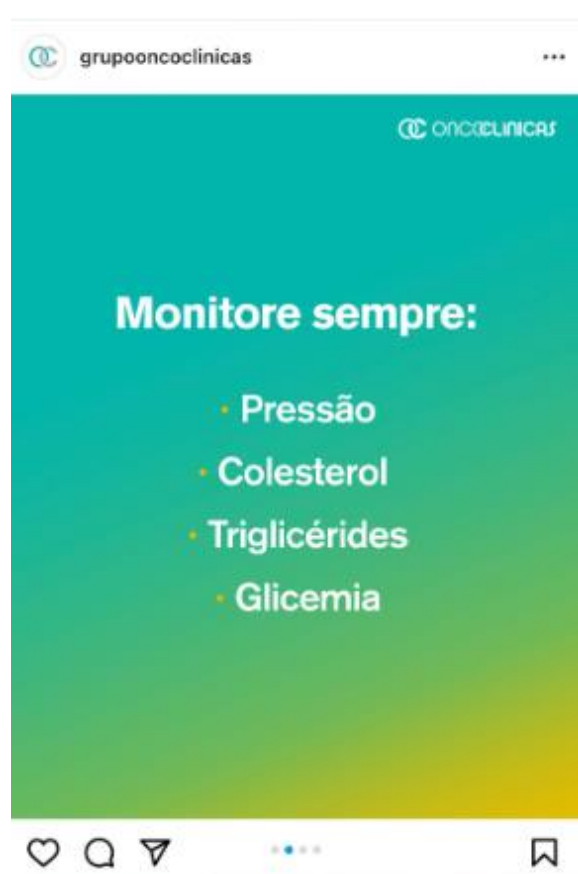 grupooncoclinicas
ONCOCLINICAS
Monitore sempre:
· Pressão
· Colesterol
· Triglicérides
· Glicemia